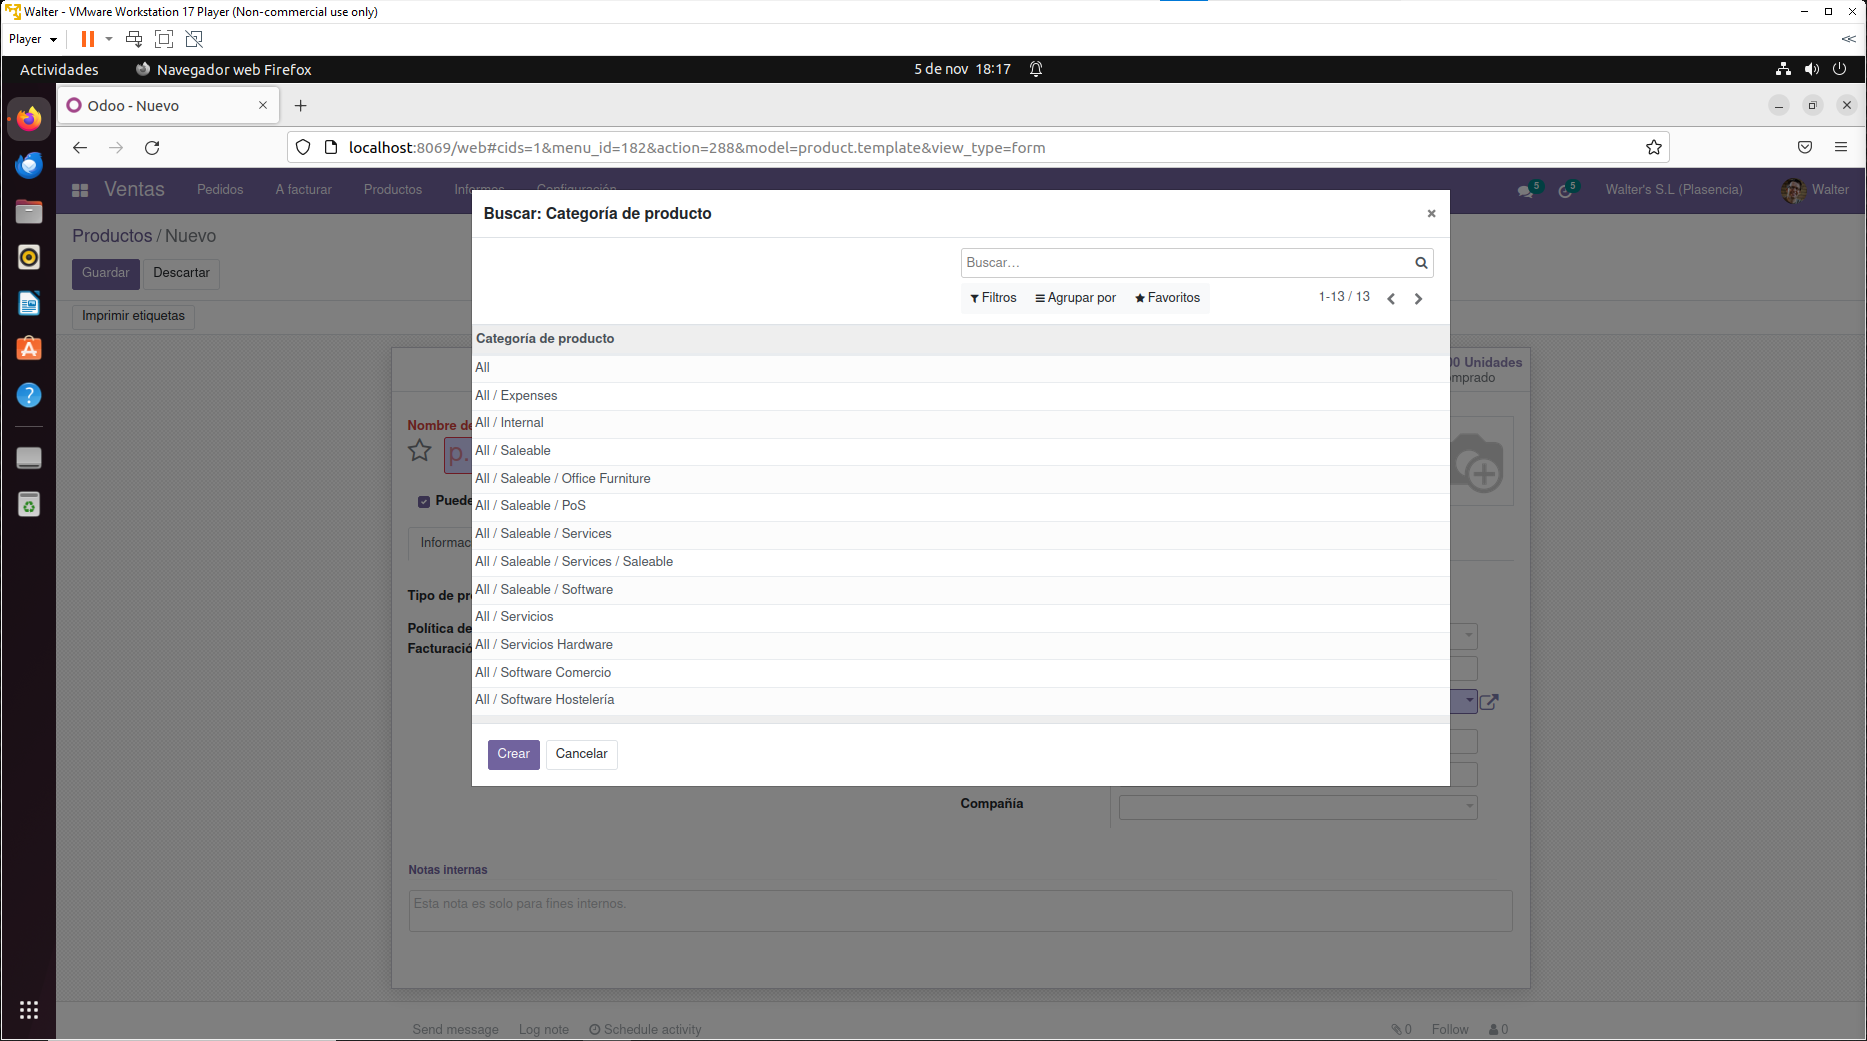 Walter - VMware Workstation 17 Player (Non-commercial use only)
Player
Actividades
Navegador web Firefox
5 de nov 18:17
Odoo - Nuevo
localhost:8069/web#cids=1&menu_id=182&action=288&model=product.template&view_type=form
Ventas
Pedidos
A facturar
Productos
Informes
Configuración
5
5
Walter's S.L (Plasencia)
Walter
Buscar: Categoría de producto
Productos / Nuevo
Guardar
Descartar
Buscar...
Filtros
Agrupar por
Favoritos
1-13 / 13
Imprimir etiquetas
Categoría de producto
All
All / Expenses
All / Internal
All / Saleable
All / Saleable / Office Furniture
All / Saleable / PoS
All / Saleable / Services
All / Saleable / Services / Saleable
All / Saleable / Software
All / Servicios
All / Servicios Hardware
All / Software Comercio
All / Software Hostelería
Crear
Cancelar
00 Unidades
mprado
Nombre de
p.
Puede
Informac
Tipo de pr
Política de
Facturació
Compañía
Notas internas
Esta nota es solo para fines internos.
Send message
Log note
Schedule activity
0
Follow
0